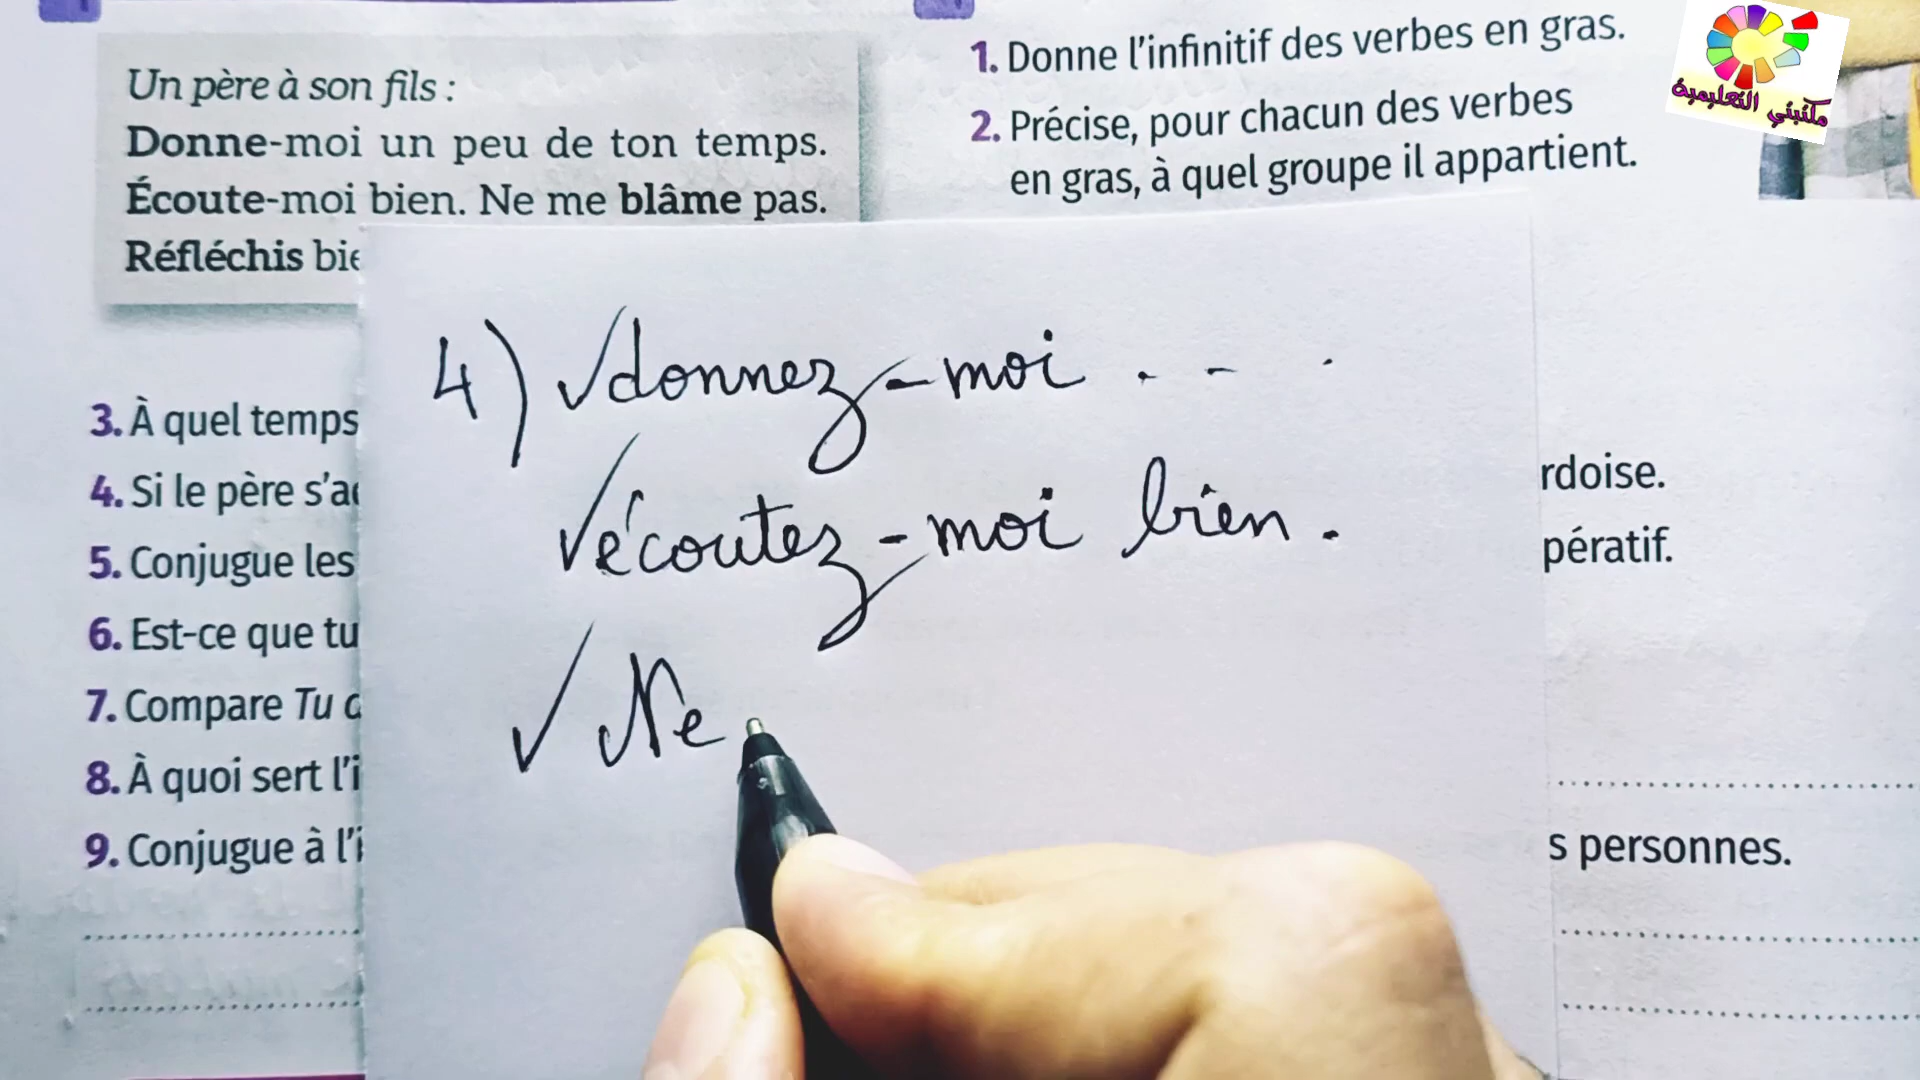 Un père à son fils :
Donne-moi un peu de ton temps.
Écoute-moi bien. Ne me blâme pas.
Réfléchis
1. Donne l'infinitif des verbes en gras.
2. Précise, pour chacun des verbes
en gras, à quel groupe il appartient.
مكتبتي التعليمية
3. À quel temps
4. Si le père
5. Conjugue les
6. Est-ce que tu
7. Compare Tu
8. À quoi sert
9. Conjugue à
rdoise.
pératif.
s personnes.
4) ✓donnez-moi . - .
✓écoutez-moi bien.
✓ Ne